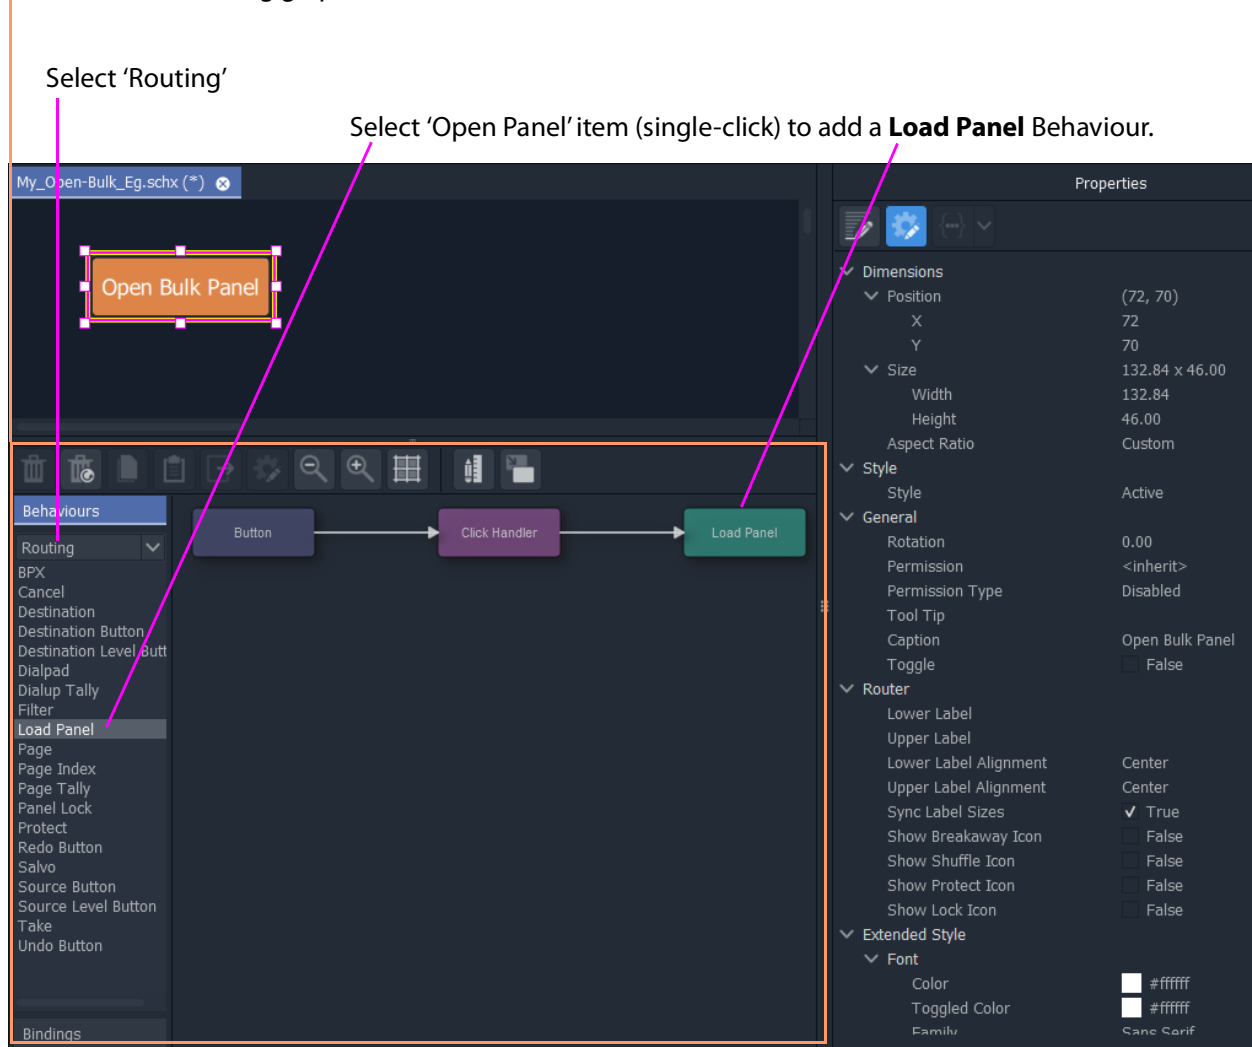 Select ‘Routing’
Select ‘Open Panel’ item (single-click) to add a Load Panel Behaviour.
My_Open-Bulk_Eg.schx (*)
Open Bulk Panel
Behaviours
Routing
BPX
Cancel
Destination
Destination Button
Destination Level Butt
Dialpad
Dialup Tally
Filter
Load Panel
Page
Page Index
Page Tally
Panel Lock
Protect
Redo Button
Salvo
Source Button
Source Level Button
Take
Undo Button
Bindings
Button
Click Handler
Load Panel
Properties
Dimensions
Position (72, 70)
X 72
Y 70
Size 132.84 x 46.00
Width 132.84
Height 46.00
Aspect Ratio Custom
Style
Style Active
General
Rotation 0.00
Permission <inherit>
Permission Type Disabled
Tool Tip
Caption Open Bulk Panel
Toggle False
Router
Lower Label
Upper Label
Lower Label Alignment Center
Upper Label Alignment Center
Sync Label Sizes True
Show Breakaway Icon False
Show Shuffle Icon False
Show Protect Icon False
Show Lock Icon False
Extended Style
Font
Color #ffffff
Toggled Color #ffffff
Family Sans Serif